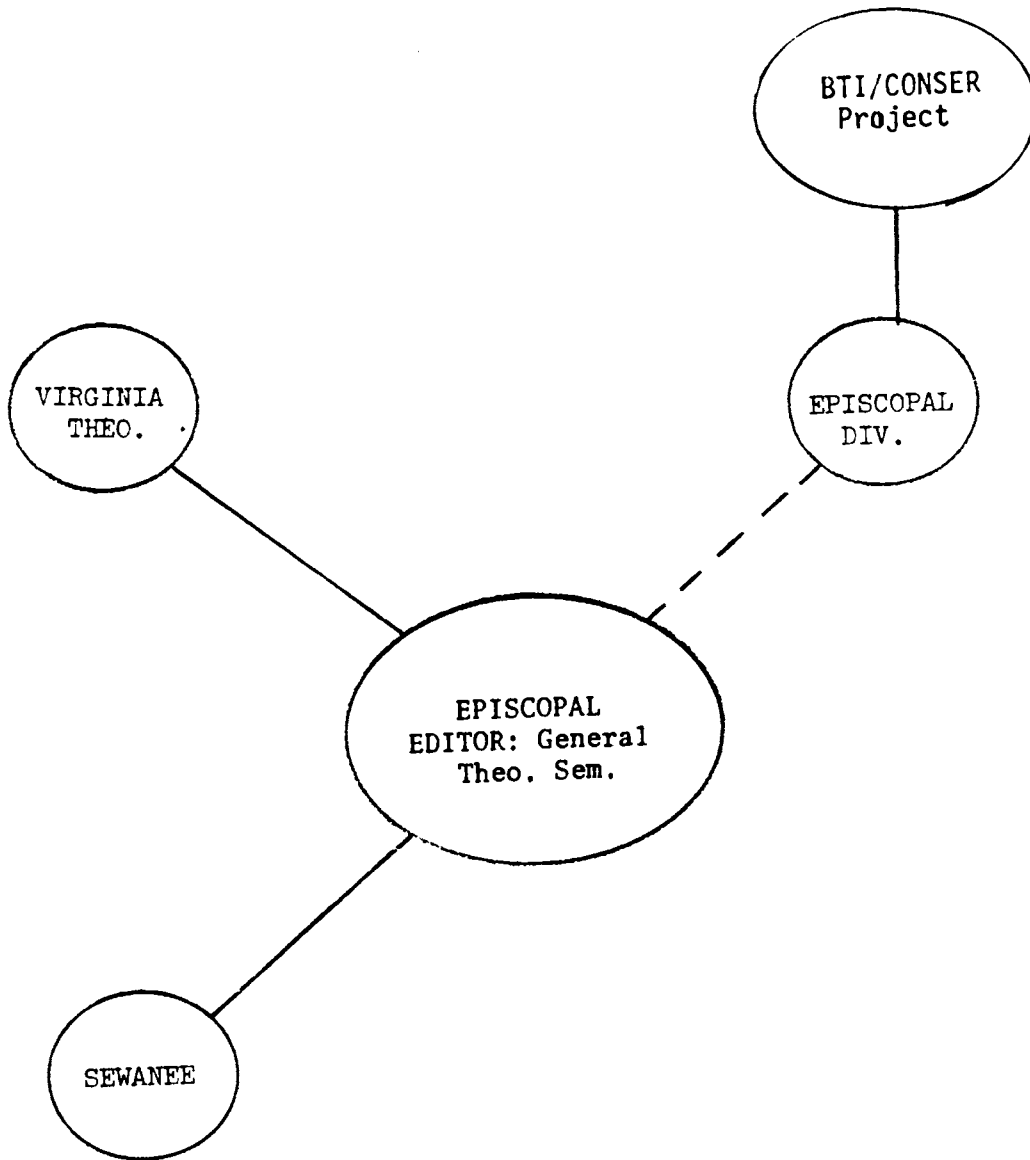 BTI/CONSER
Project
VIRGINIA
THEO.
EPISCOPAL
DIV.
EPISCOPAL
EDITOR: General
Theo. Sem.
SEWANEE